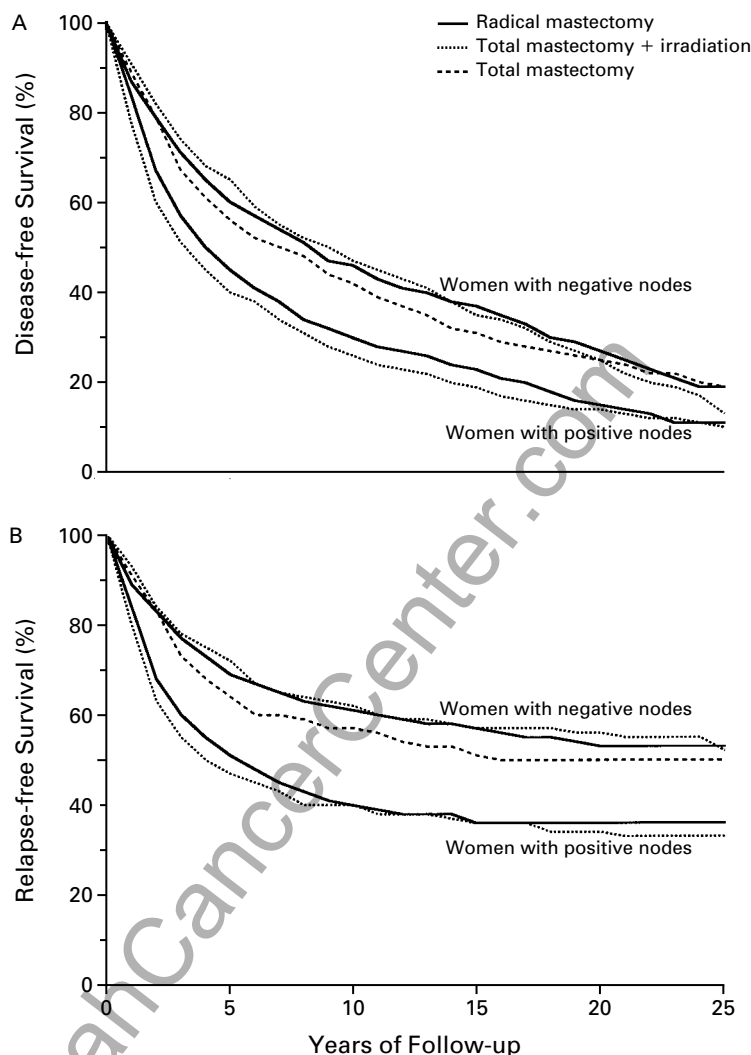 A
Radical mastectomy
Total mastectomy + irradiation
Total mastectomy
Disease-free Survival (%)
100
80
60
40
20
0
Women with negative nodes
Women with positive nodes
B
Relapse-free Survival (%)
100
80
60
40
20
0
Women with negative nodes
Women with positive nodes
0 5 10 15 20 25
Years of Follow-up
ahCancerCenter.com